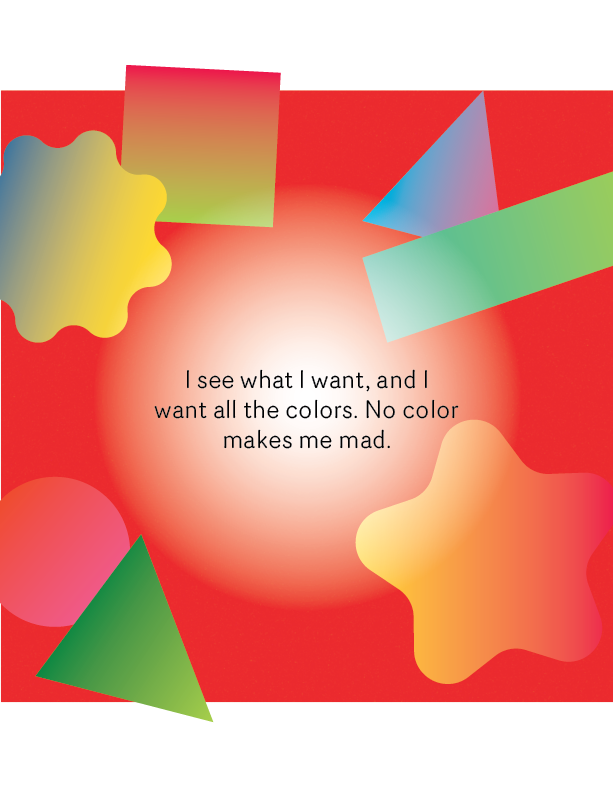 I see what I want, and I
want all the colors. No color
makes me mad.